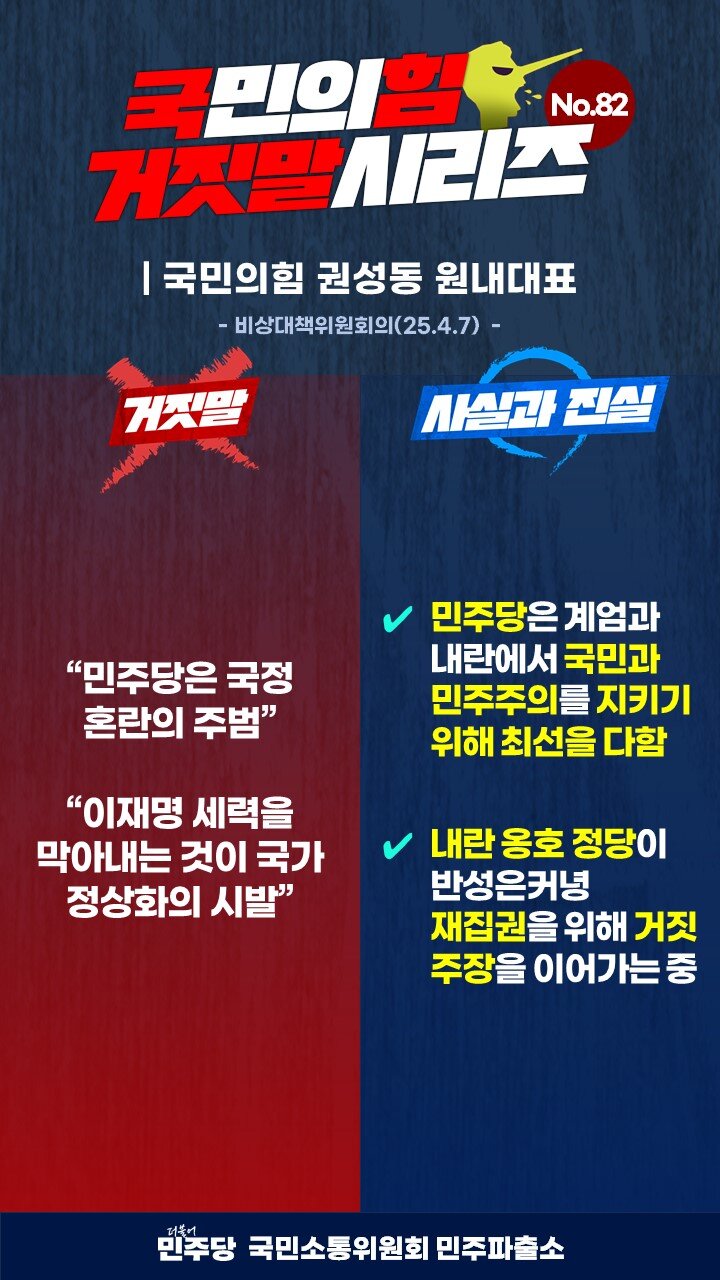 국민의힘
No.82
거짓말시리즈
| 국민의힘 권성동 원내대표
- 비상대책위원회의(25.4.7) -
거짓말
“민주당은 국정
혼란의 주범”
“이재명 세력을
막아내는 것이 국가
정상화의 시발”
사실과 진실
✔ 민주당은 계엄과
내란에서 국민과
민주주의를 지키기
위해 최선을 다함
✔ 내란 옹호 정당이
반성은커녕
재집권을 위해 거짓
주장을 이어가는 중
더불어
민주당 국민소통위원회 민주파출소